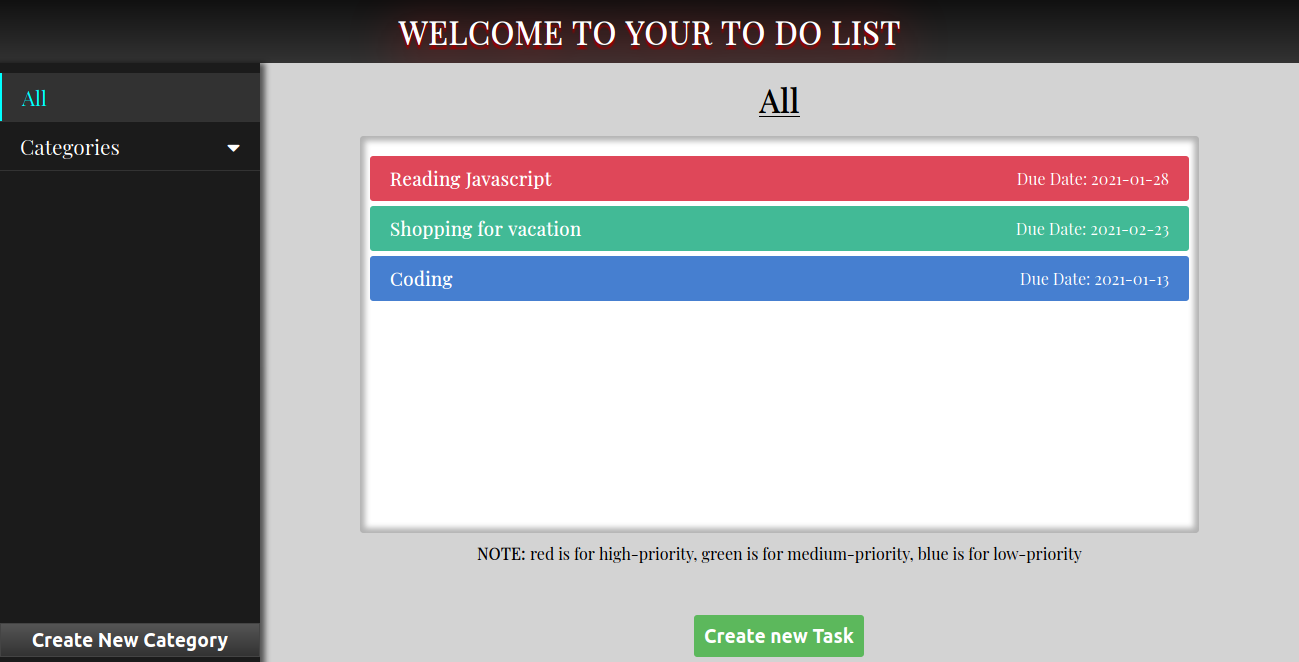 WELCOME TO YOUR TO DO LIST
All
Categories
All
Reading Javascript Due Date: 2021-01-28
Shopping for vacation Due Date: 2021-02-23
Coding Due Date: 2021-01-13
NOTE: red is for high-priority, green is for medium-priority, blue is for low-priority
Create New Category
Create new Task